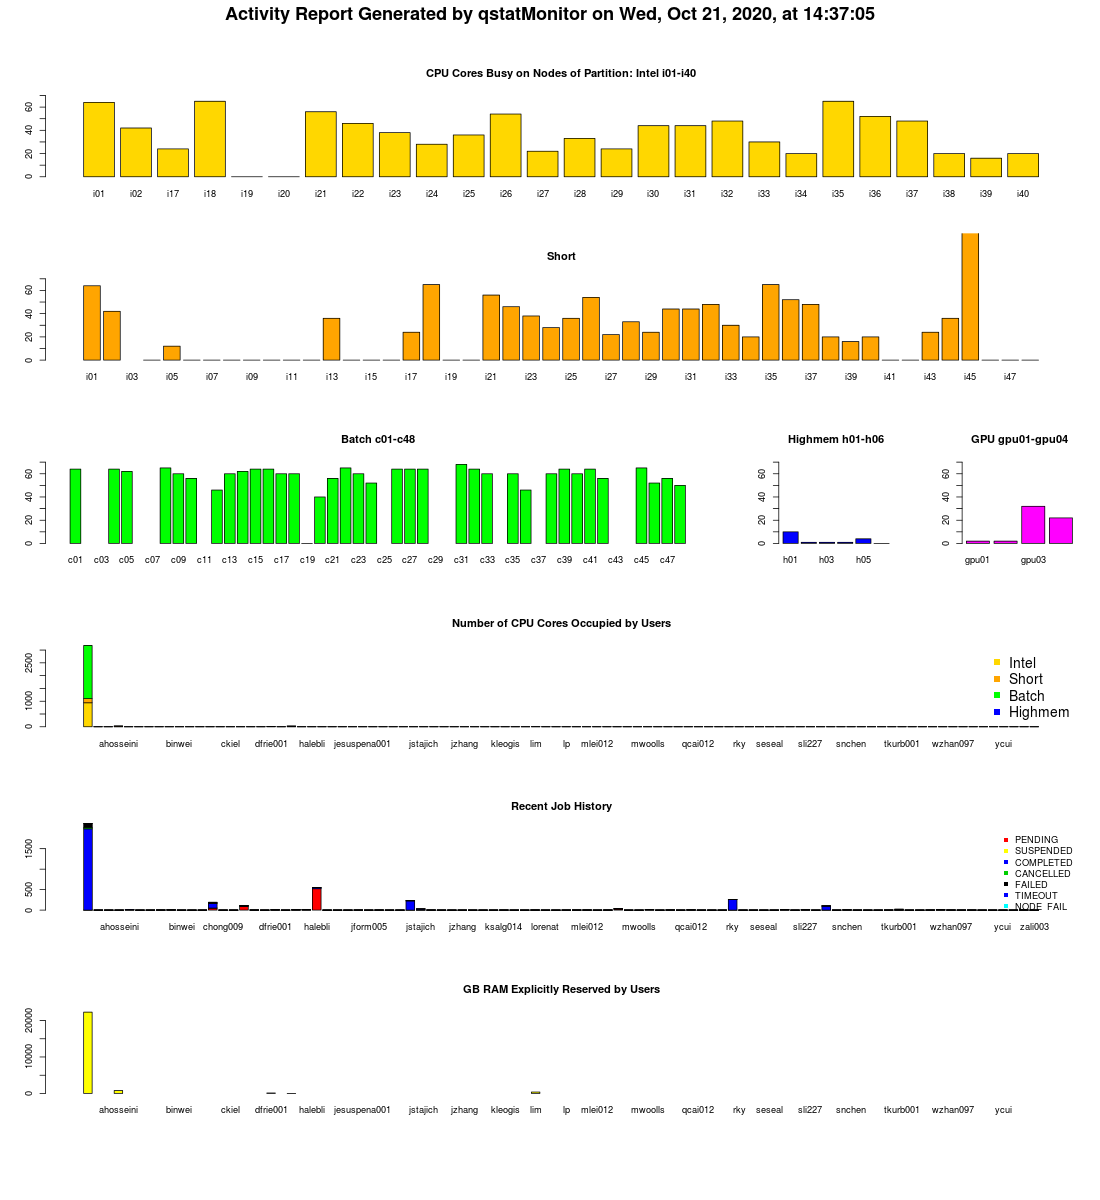 Activity Report Generated by qstatMonitor on Wed, Oct 21, 2020, at 14:37:05
CPU Cores Busy on Nodes of Partition: Intel i01-i40
0 20 40 60
i01 i02 i17 i18 i19 i20 i21 i22 i23 i24 i25 i26 i27 i28 i29 i30 i31 i32 i33 i34 i35 i36 i37 i38 i39 i40
Short
0 20 40 60
i01 i03 i05 i07 i09 i11 i13 i15 i17 i19 i21 i23 i25 i27 i29 i31 i33 i35 i37 i39 i41 i43 i45 i47
Batch c01-c48
0 20 40 60
c01 c03 c05 c07 c09 c11 c13 c15 c17 c19 c21 c23 c25 c27 c29 c31 c33 c35 c37 c39 c41 c43 c45 c47
Highmem h01-h06
0 20 40 60
h01 h03 h05
GPU gpu01-gpu04
0 20 40 60
gpu01 gpu03
Number of CPU Cores Occupied by Users
0 1000 2500
Intel
Short
Batch
Highmem
ahosseini binwei ckiel dfrie001 halebli jesuspena001 jstajich jzhang kleogis lim lp mlei012 mwoolls qcai012 rky seseal sli227 snchen tkurb001 wzhan097 ycui
Recent Job History
0 500 1500
PENDING
SUSPENDED
COMPLETED
CANCELLED
FAILED
TIMEOUT
NODE_FAIL
ahosseini binwei chong009 dfrie001 halebli jform005 jstajich jzhang ksalg014 lorenat mlei012 mwoolls qcai012 rky seseal sli227 snchen tkurb001 wzhan097 ycui zali003
GB RAM Explicitly Reserved by Users
0 10000 20000
ahosseini binwei ckiel dfrie001 halebli jesuspena001 jstajich jzhang kleogis lim lp mlei012 mwoolls qcai012 rky seseal sli227 snchen tkurb001 wzhan097 ycui